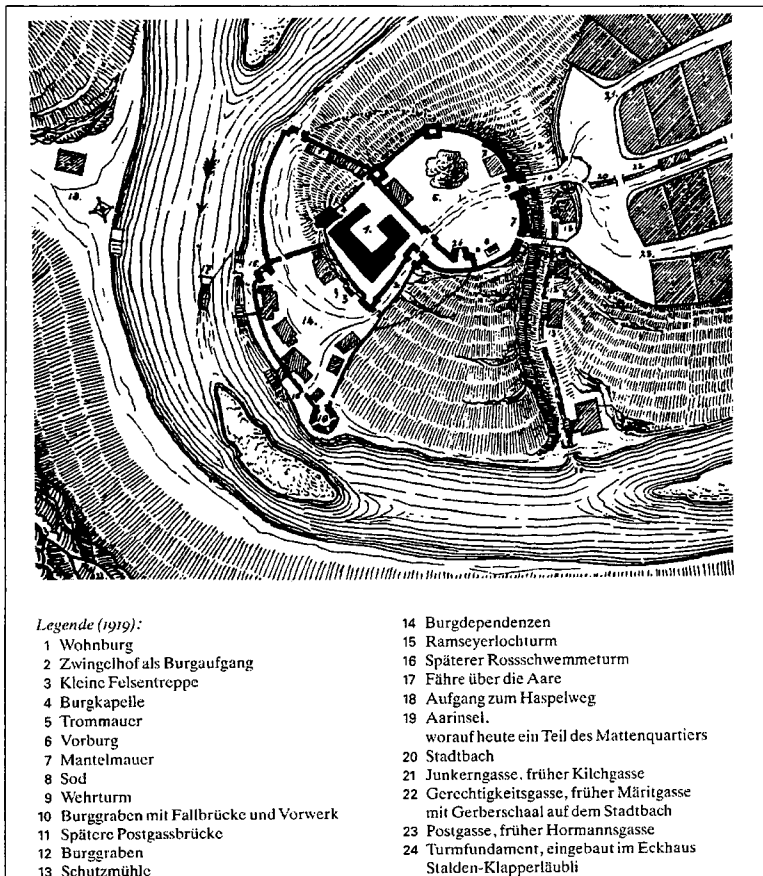 Legende (1919):
1 Wohnburg
2 Zwingelhof als Burgaufgang
3 Kleine Felsentreppe
4 Burgkapelle
5 Trommauer
6 Vorburg
7 Mantelmauer
8 Sod
9 Wehrturm
10 Burggraben mit Fallbrücke und Vorwerk
11 Spätere Postgassbrücke
12 Burggraben
13 Schutzmühle
14 Burgdependenzen
15 Ramseyerlochturm
16 Späterer Rossschwemmeturm
17 Fähre über die Aare
18 Aufgang zum Haspelweg
19 Aarinsel.
worauf heute ein Teil des Mattenquartiers
20 Stadtbach
21 Junkerngasse, früher Kilchgasse
22 Gerechtigkeitsgasse, früher Märitgasse
mit Gerberschaal auf dem Stadtbach
23 Postgasse, früher Hormannsgasse
24 Turmfundament, eingebaut im Eckhaus
Stalden-Klapperläubli